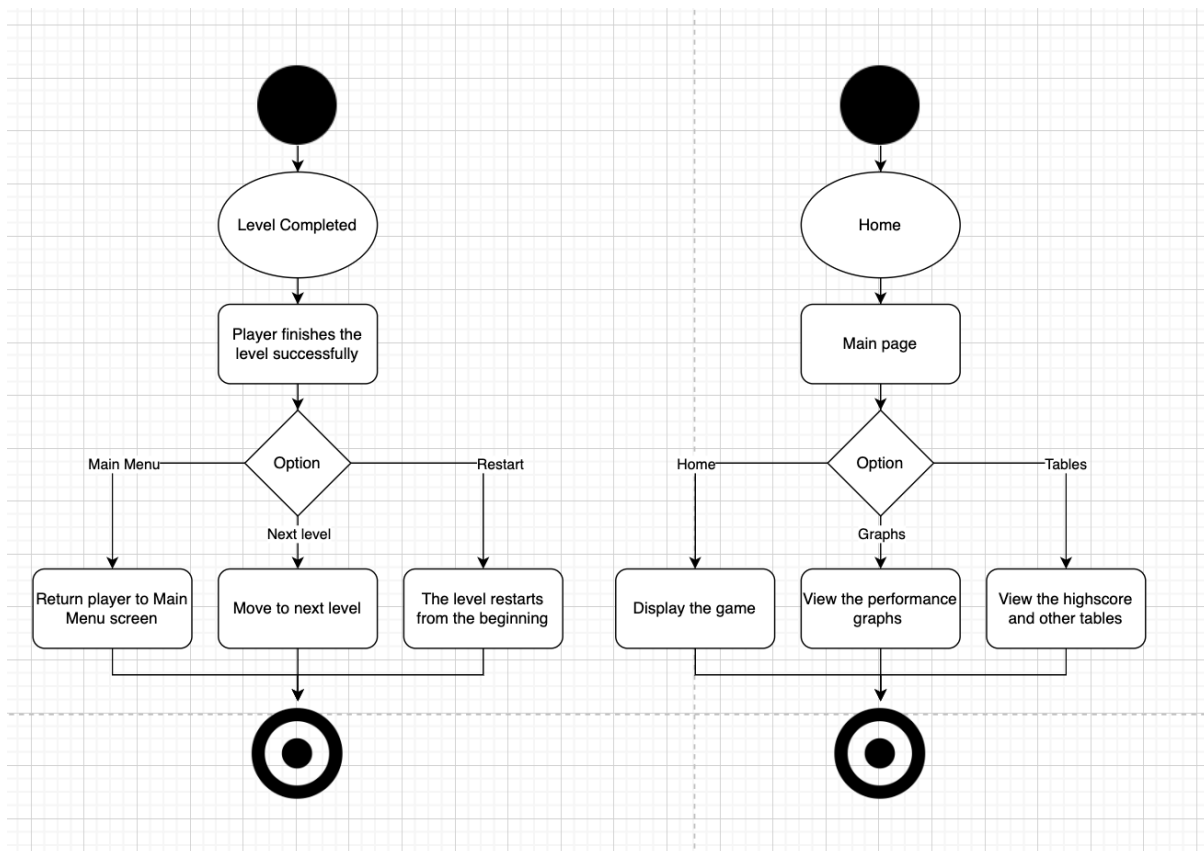 Level Completed
Player finishes the
level successfully
Option
Main Menu
Restart
Next level
Return player to Main
Menu screen
Move to next level
The level restarts
from the beginning
Home
Main page
Option
Home
Tables
Graphs
Display the game
View the performance
graphs
View the highscore
and other tables